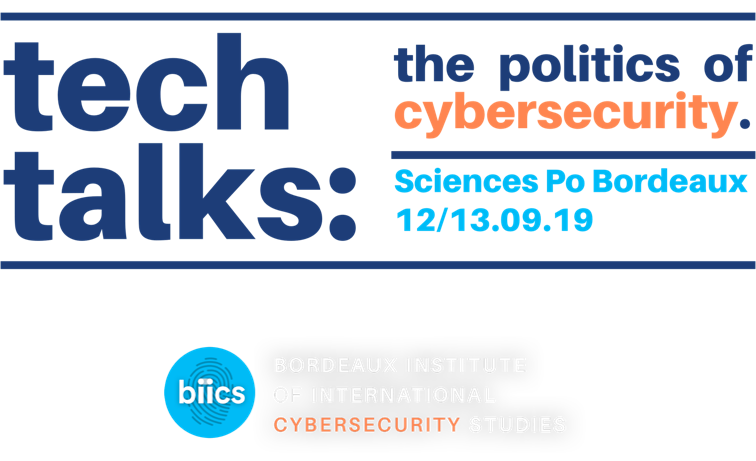 tech
talks:
the politics of
cybersecurity.
Sciences Po Bordeaux
12/13.09.19
biics
BORDEAUX INSTITUTE
OF INTERNATIONAL
CYBERSECURITY STUDIES